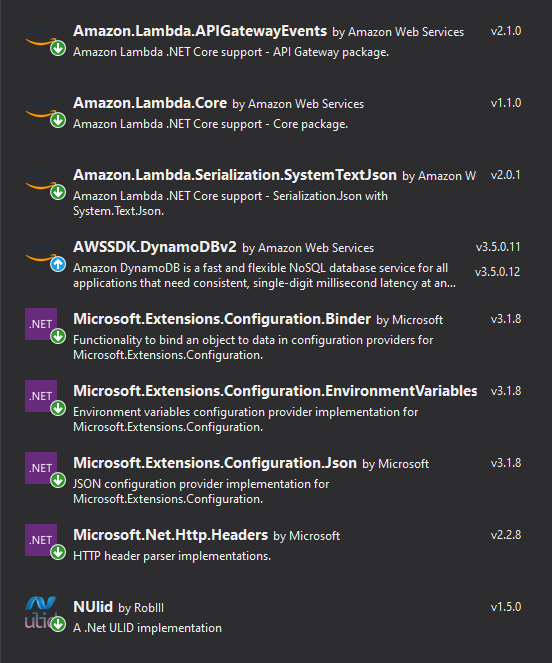 Amazon.Lambda.APIGatewayEvents by Amazon Web Services v2.1.0
Amazon Lambda .NET Core support - API Gateway package.
Amazon.Lambda.Core by Amazon Web Services v1.1.0
Amazon Lambda .NET Core support - Core package.
Amazon.Lambda.Serialization.SystemTextJson by Amazon W v2.0.1
Amazon Lambda .NET Core support - Serialization.Json with
System.Text.Json.
AWSSDK.DynamoDBv2 by Amazon Web Services v3.5.0.11
Amazon DynamoDB is a fast and flexible NoSQL database service for all v3.5.0.12
applications that need consistent, single-digit millisecond latency at an...
.NET Microsoft.Extensions.Configuration.Binder by Microsoft v3.1.8
Functionality to bind an object to data in configuration providers for
Microsoft.Extensions.Configuration.
.NET Microsoft.Extensions.Configuration.EnvironmentVariables v3.1.8
Environment variables configuration provider implementation for
Microsoft.Extensions.Configuration.
.NET Microsoft.Extensions.Configuration.Json by Microsoft v3.1.8
JSON configuration provider implementation for
Microsoft.Extensions.Configuration.
.NET Microsoft.Net.Http.Headers by Microsoft v2.2.8
HTTP header parser implementations.
ulid NUlid by RobIII v1.5.0
A .Net ULID implementation